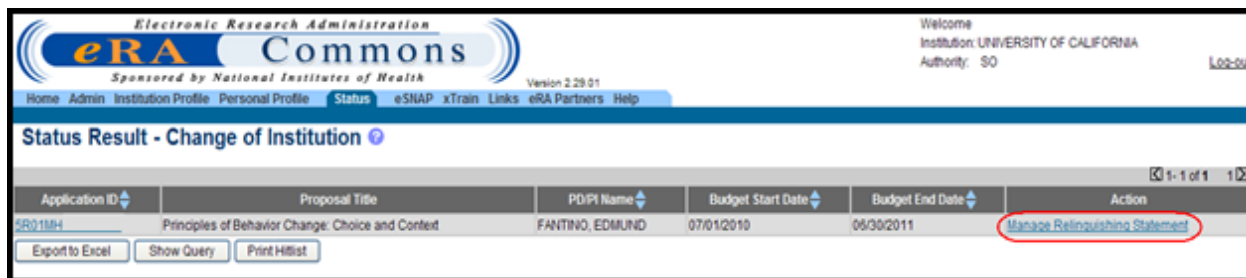 Electronic Research Administration
eRA Commons
Sponsored by National Institutes of Health
Version 2.29.01
Welcome
Institution: UNIVERSITY OF CALIFORNIA
Authority: SO
Log-ou
Home Admin Institution Profile Personal Profile Status eSNAP xTrain Links eRA Partners Help
Status Result - Change of Institution
1-1 of 1 1
Application ID Proposal Title PD/PI Name Budget Start Date Budget End Date Action
5R01MH Principles of Behavior Change: Choice and Context FANTINO, EDMUND 07/01/2010 06/30/2011 Manage Relinquishing Statement
Export to Excel Show Query Print Hitlist